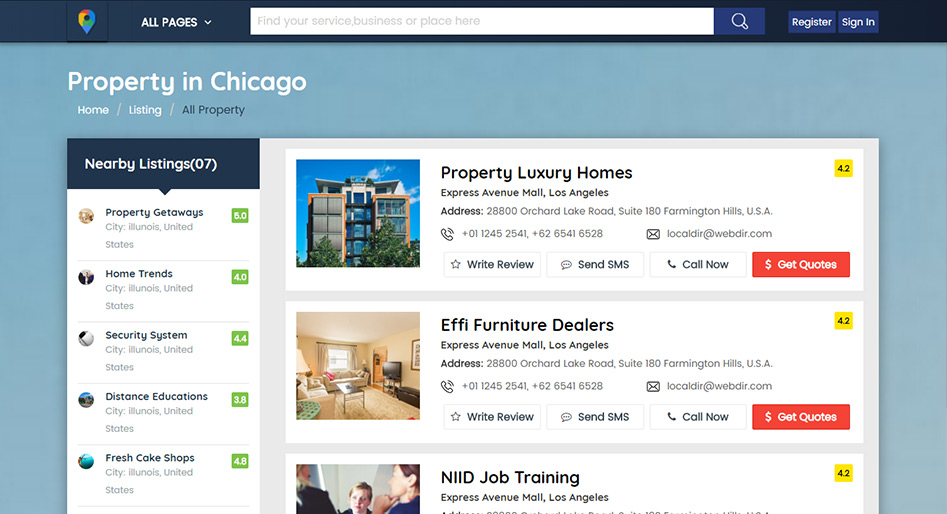 ALL PAGES
Find your service,business or place here
Register
Sign In
Property in Chicago
Home / Listing / All Property
Nearby Listings(07)
Property Getaways
5.0
City: illunois, United
States
Home Trends
4.0
City: illunois, United
States
Security System
4.4
City: illunois, United
States
Distance Educations
3.8
City: illunois, United
States
Fresh Cake Shops
4.8
City: illunois, United
States
Property Luxury Homes
4.2
Express Avenue Mall, Los Angeles
Address: 28800 Orchard Lake Road, Suite 180 Farmington Hills, U.S.A.
+01 1245 2541, +62 6541 6528
localdir@webdir.com
Write Review
Send SMS
Call Now
$ Get Quotes
Effi Furniture Dealers
4.2
Express Avenue Mall, Los Angeles
Address: 28800 Orchard Lake Road, Suite 180 Farmington Hills, U.S.A.
+01 1245 2541, +62 6541 6528
localdir@webdir.com
Write Review
Send SMS
Call Now
$ Get Quotes
NIID Job Training
4.2
Express Avenue Mall, Los Angeles